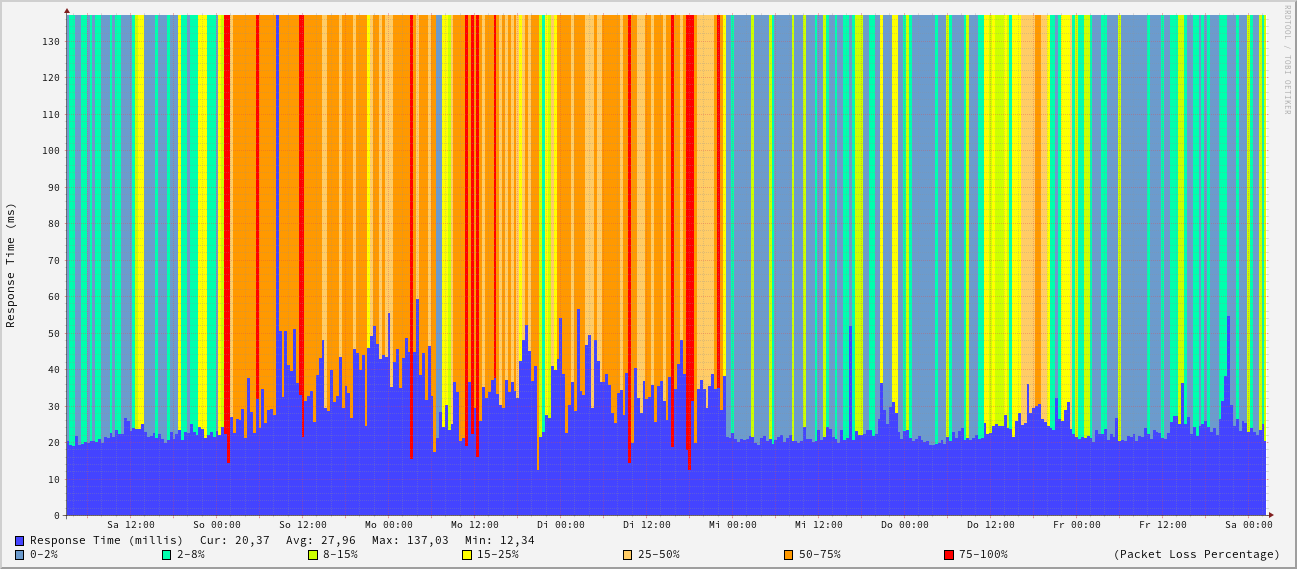 RRDTOOL / TOBI OETIKER
Response Time (ms)
130
120
110
100
90
80
70
60
50
40
30
20
10
0
Sa 12:00 So 00:00 So 12:00 Mo 00:00 Mo 12:00 Di 00:00 Di 12:00 Mi 00:00 Mi 12:00 Do 00:00 Do 12:00 Fr 00:00 Fr 12:00 Sa 00:00
Response Time (millis) Cur: 20,37 Avg: 27,96 Max: 137,03 Min: 12,34
0-2% 2-8% 8-15% 15-25% 25-50% 50-75% 75-100% (Packet Loss Percentage)